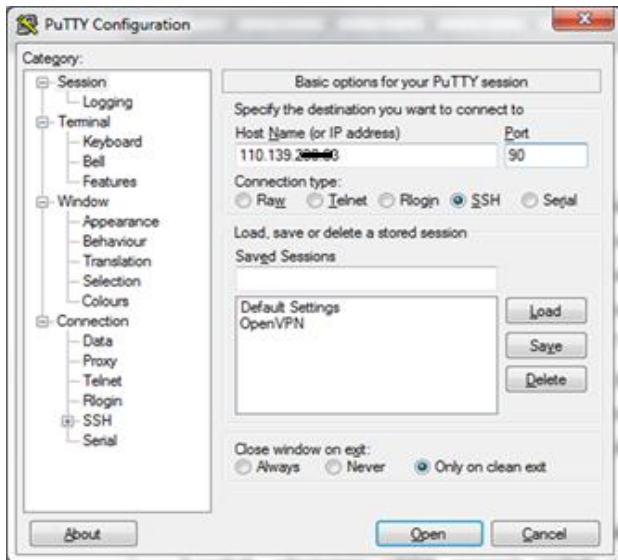 PuTTY Configuration
Category:
Session
Logging
Terminal
Keyboard
Bell
Features
Window
Appearance
Behaviour
Translation
Selection
Colours
Connection
Data
Proxy
Telnet
Rlogin
SSH
Serial
Basic options for your PuTTY session
Specify the destination you want to connect to
Host Name (or IP address) Port
110.139. 90
Connection type:
Raw Telnet Rlogin SSH Serial
Load, save or delete a stored session
Saved Sessions
Default Settings
OpenVPN
Load
Save
Delete
Close window on exit:
Always Never Only on clean exit
About Open Cancel